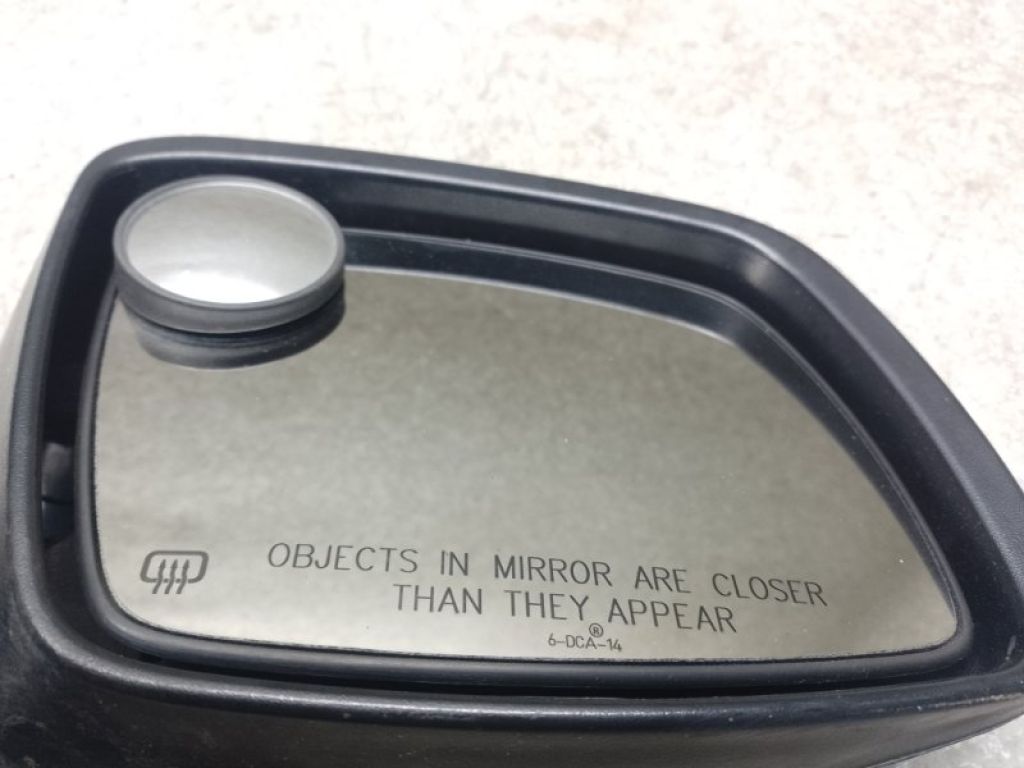 OBJECTS IN MIRROR ARE CLOSER
THAN THEY APPEAR
®
6-DCA-14